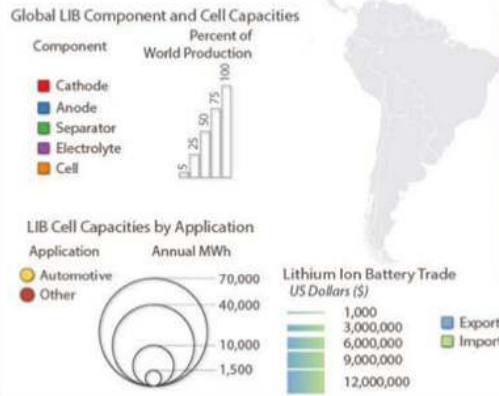 Global LIB Component and Cell Capacities
Component
Percent of
World Production
Cathode
Anode
Separator
Electrolyte
Cell
0.5
25
50
75
100
LIB Cell Capacities by Application
Application
Annual MWh
Automotive
Other
70,000
40,000
10,000
1,500
Lithium Ion Battery Trade
US Dollars ($)
1,000
3,000,000
6,000,000
9,000,000
12,000,000
Export
Import